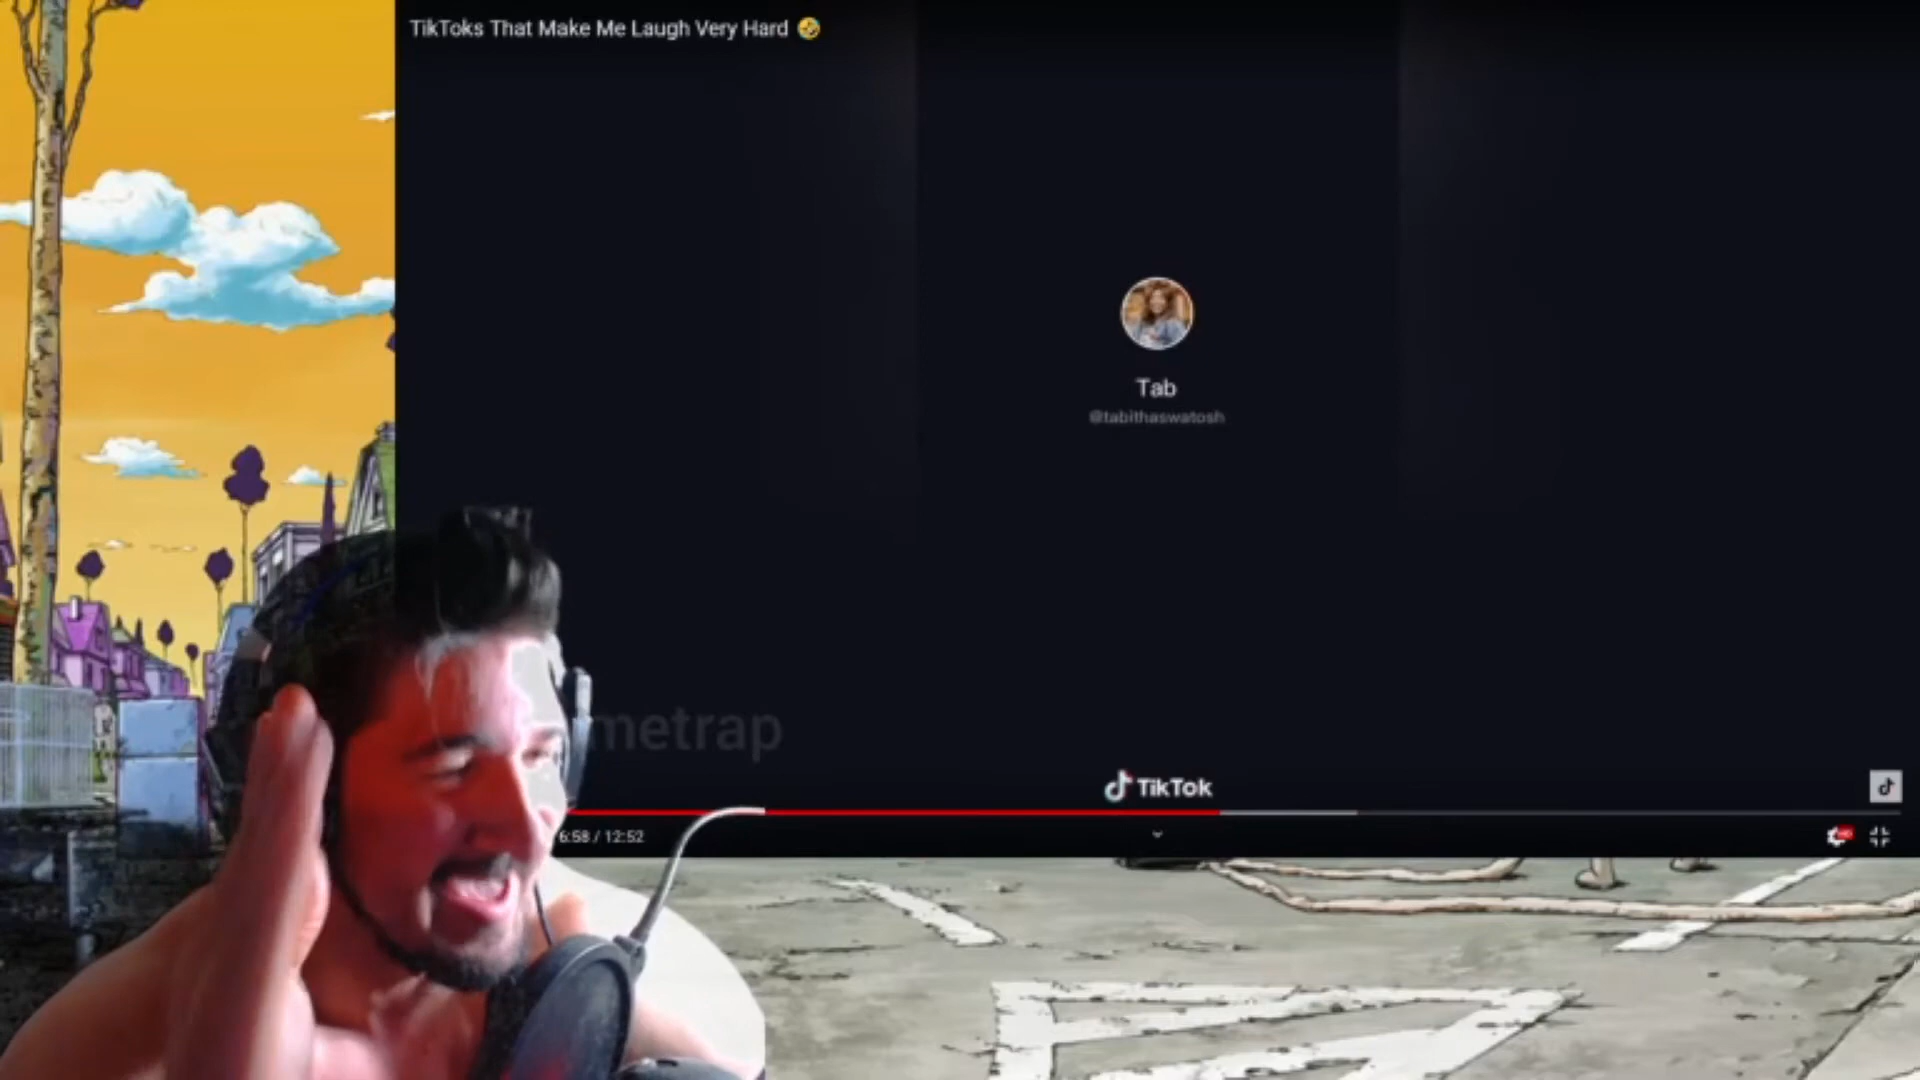 TikToks That Make Me Laugh Very Hard 🤣
Tab
@tabithaswatosh
metrap
TikTok
6:58 / 12:52